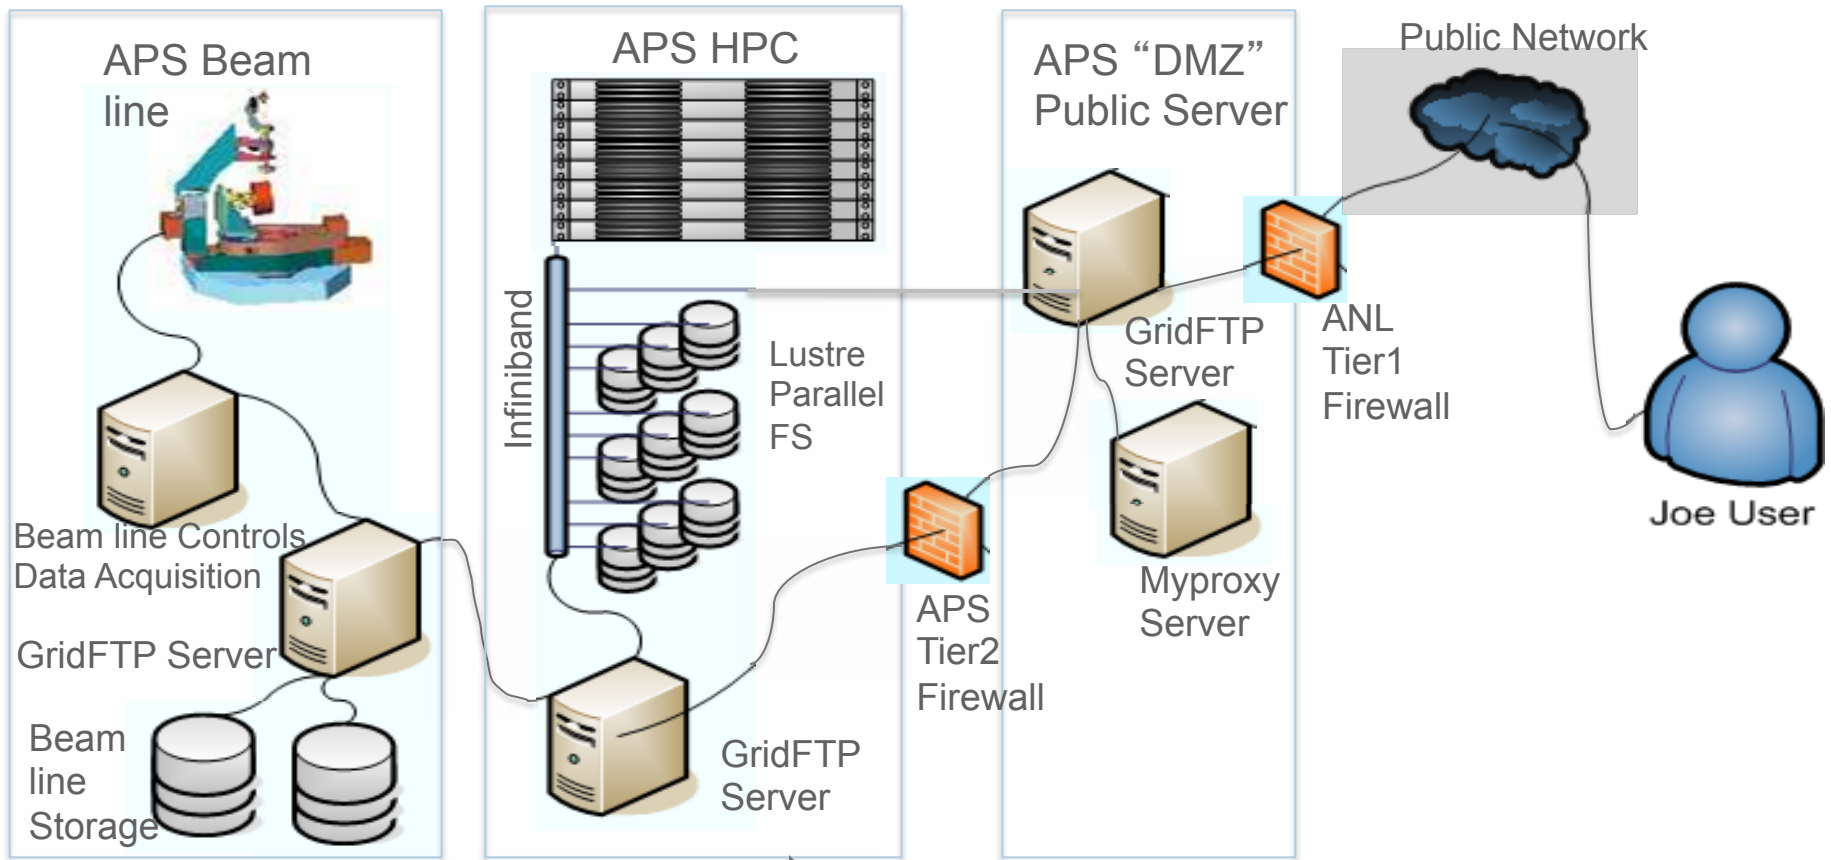 APS Beam
line
Beam line Controls
Data Acquisition
GridFTP Server
Beam
line
Storage
APS HPC
Infiniband
Lustre
Parallel
FS
GridFTP
Server
APS
Tier2
Firewall
APS “DMZ”
Public Server
GridFTP
Server
Myproxy
Server
ANL
Tier1
Firewall
Public Network
Joe User